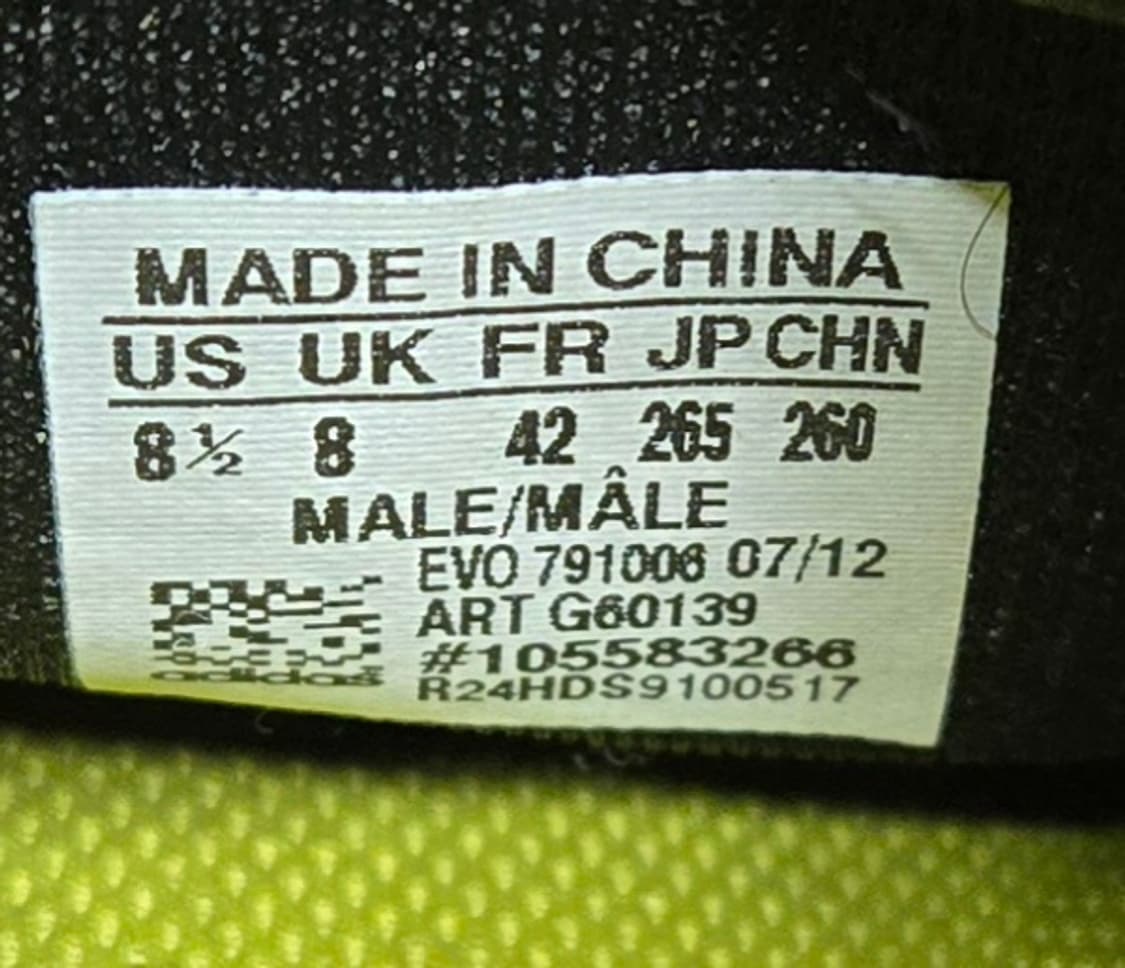 MADE IN CHINA
US UK FR JP CHN
8½ 8 42 265 260
MALE/MÂLE
EVO 791006 07/12
ART G60139
#105583266
adidas R24HDS9100517